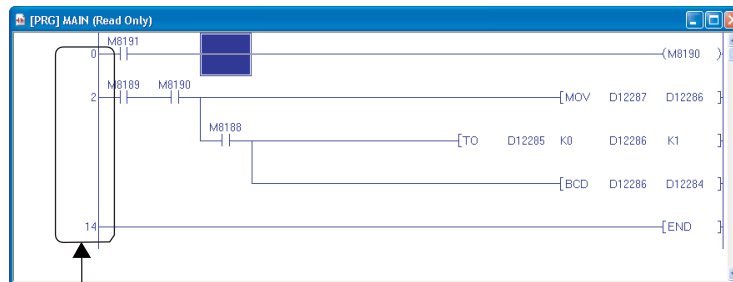 [PRG] MAIN (Read Only)
M8191
0 (M8190 )
M8189 M8190
2 [MOV D12287 D12286 ]
M8188
[TO D12285 K0 D12286 K1 ]
[BCD D12286 D12284 ]
14 [END ]